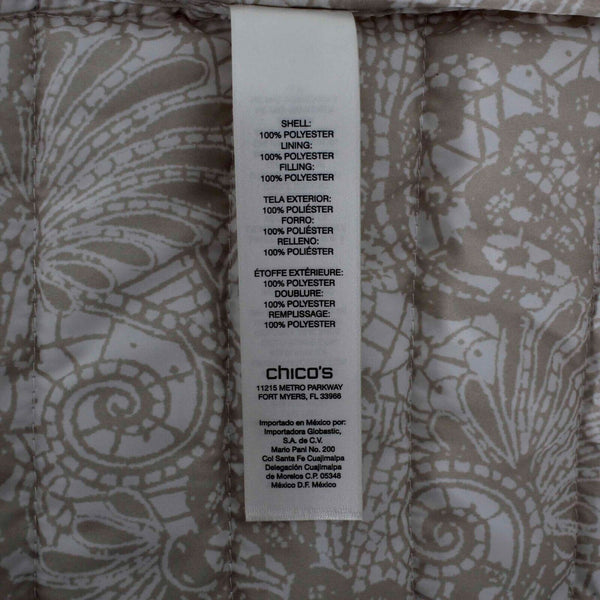 SHELL:
100% POLYESTER
LINING:
100% POLYESTER
FILLING:
100% POLYESTER
TELA EXTERIOR:
100% POLIÉSTER
FORRO:
100% POLIÉSTER
RELLENO:
100% POLIÉSTER
ÉTOFFE EXTÉRIEURE:
100% POLYESTER
DOUBLURE:
100% POLYESTER
REMPLISSAGE:
100% POLYESTER
chico's
11215 METRO PARKWAY
FORT MYERS, FL 33966
Importado en México por:
Importadora Globastic,
S.A. de C.V.
Mario Pani No. 200
Col Santa Fe Cuajimalpa
Delegación Cuajimalpa
de Morelos C.P. 05348
México D.F. México